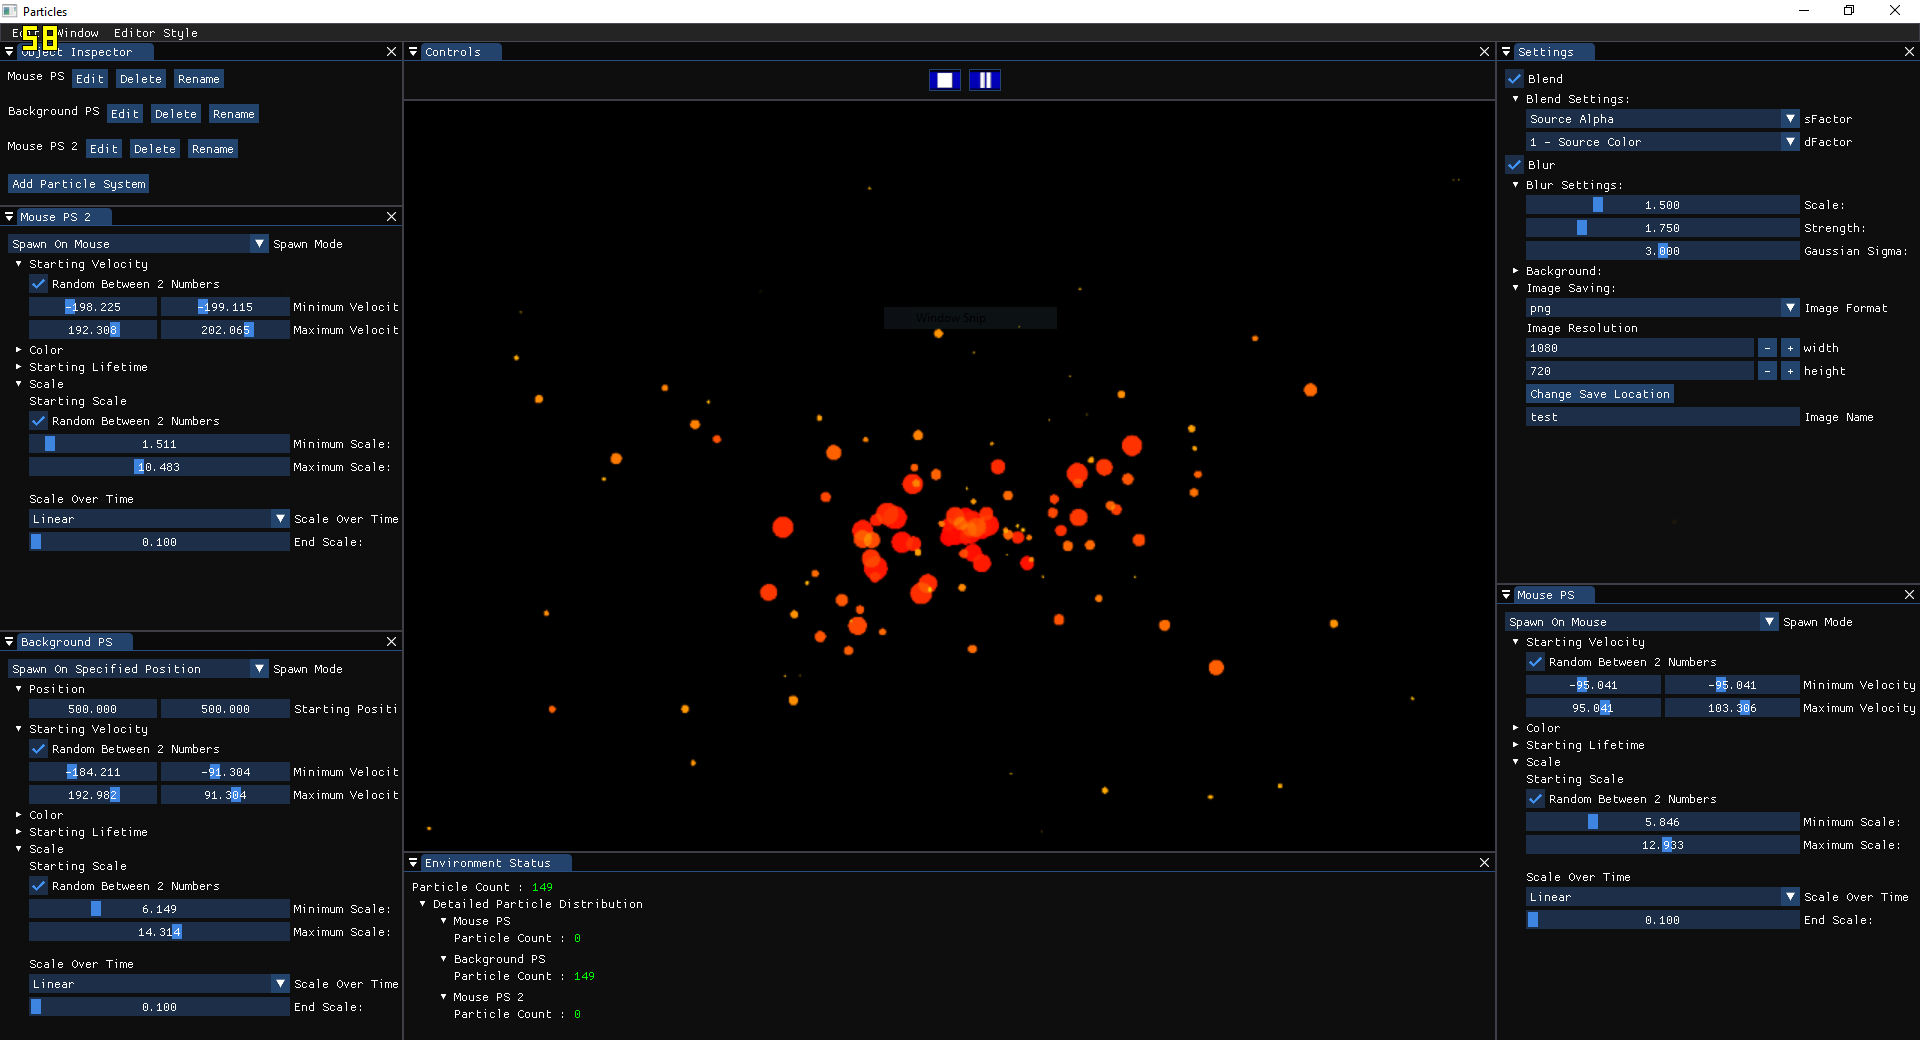 Particles
58
Window Editor Style
Object Inspector
Mouse PS Edit Delete Rename
Background PS Edit Delete Rename
Mouse PS 2 Edit Delete Rename
Add Particle System
Mouse PS 2
Spawn On Mouse Spawn Mode
Starting Velocity
Random Between 2 Numbers
-198.225 -199.115 Minimum Velocit
192.308 202.065 Maximum Velocit
Color
Starting Lifetime
Scale
Starting Scale
Random Between 2 Numbers
1.511 Minimum Scale:
10.483 Maximum Scale:
Scale Over Time
Linear Scale Over Time
0.100 End Scale:
Background PS
Spawn On Specified Position Spawn Mode
Position
500.000 500.000 Starting Positi
Starting Velocity
Random Between 2 Numbers
-184.211 -91.304 Minimum Velocit
192.982 91.304 Maximum Velocit
Color
Starting Lifetime
Scale
Starting Scale
Random Between 2 Numbers
6.149 Minimum Scale:
14.314 Maximum Scale:
Scale Over Time
Linear Scale Over Time
0.100 End Scale:
Controls
Window Snip
Environment Status
Particle Count : 149
Detailed Particle Distribution
Mouse PS
Particle Count : 0
Background PS
Particle Count : 149
Mouse PS 2
Particle Count : 0
Settings
Blend
Blend Settings:
Source Alpha sFactor
1 - Source Color dFactor
Blur
Blur Settings:
1.500 Scale:
1.750 Strength:
3.000 Gaussian Sigma:
Background:
Image Saving:
png Image Format
Image Resolution
1080 - + width
720 - + height
Change Save Location
test Image Name
Mouse PS
Spawn On Mouse Spawn Mode
Starting Velocity
Random Between 2 Numbers
-95.041 -95.041 Minimum Velocity
95.041 103.306 Maximum Velocity
Color
Starting Lifetime
Scale
Starting Scale
Random Between 2 Numbers
5.846 Minimum Scale:
12.933 Maximum Scale:
Scale Over Time
Linear Scale Over Time
0.100 End Scale: